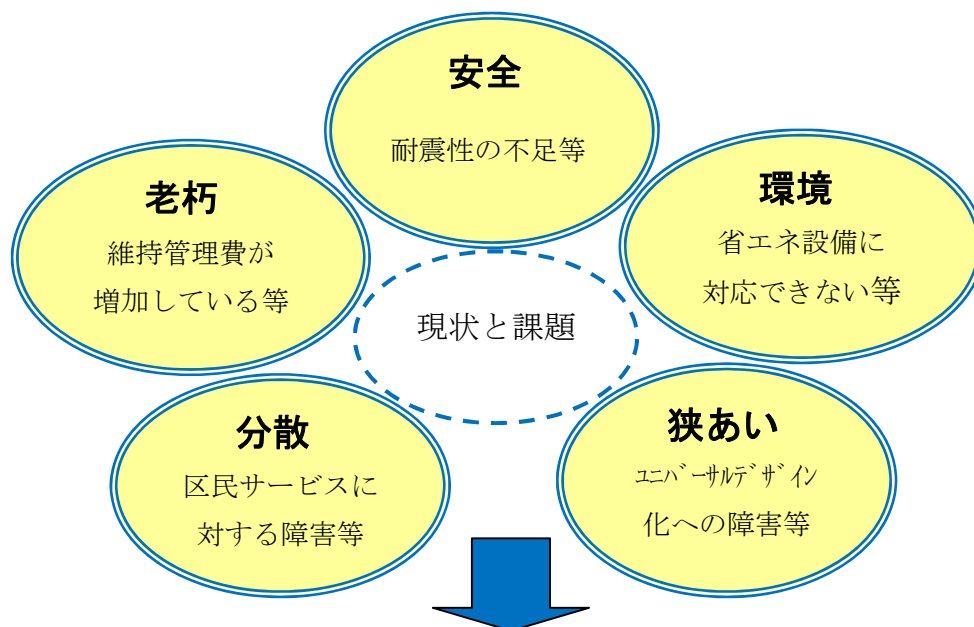 安全
耐震性の不足等
老朽
維持管理費が
増加している等
環境
省エネ設備に
対応できない等
現状と課題
分散
区民サービスに
対する障害等
狭あい
ﾕﾆﾊﾞｰｻﾙﾃﾞｻﾞｲﾝ
化への障害等